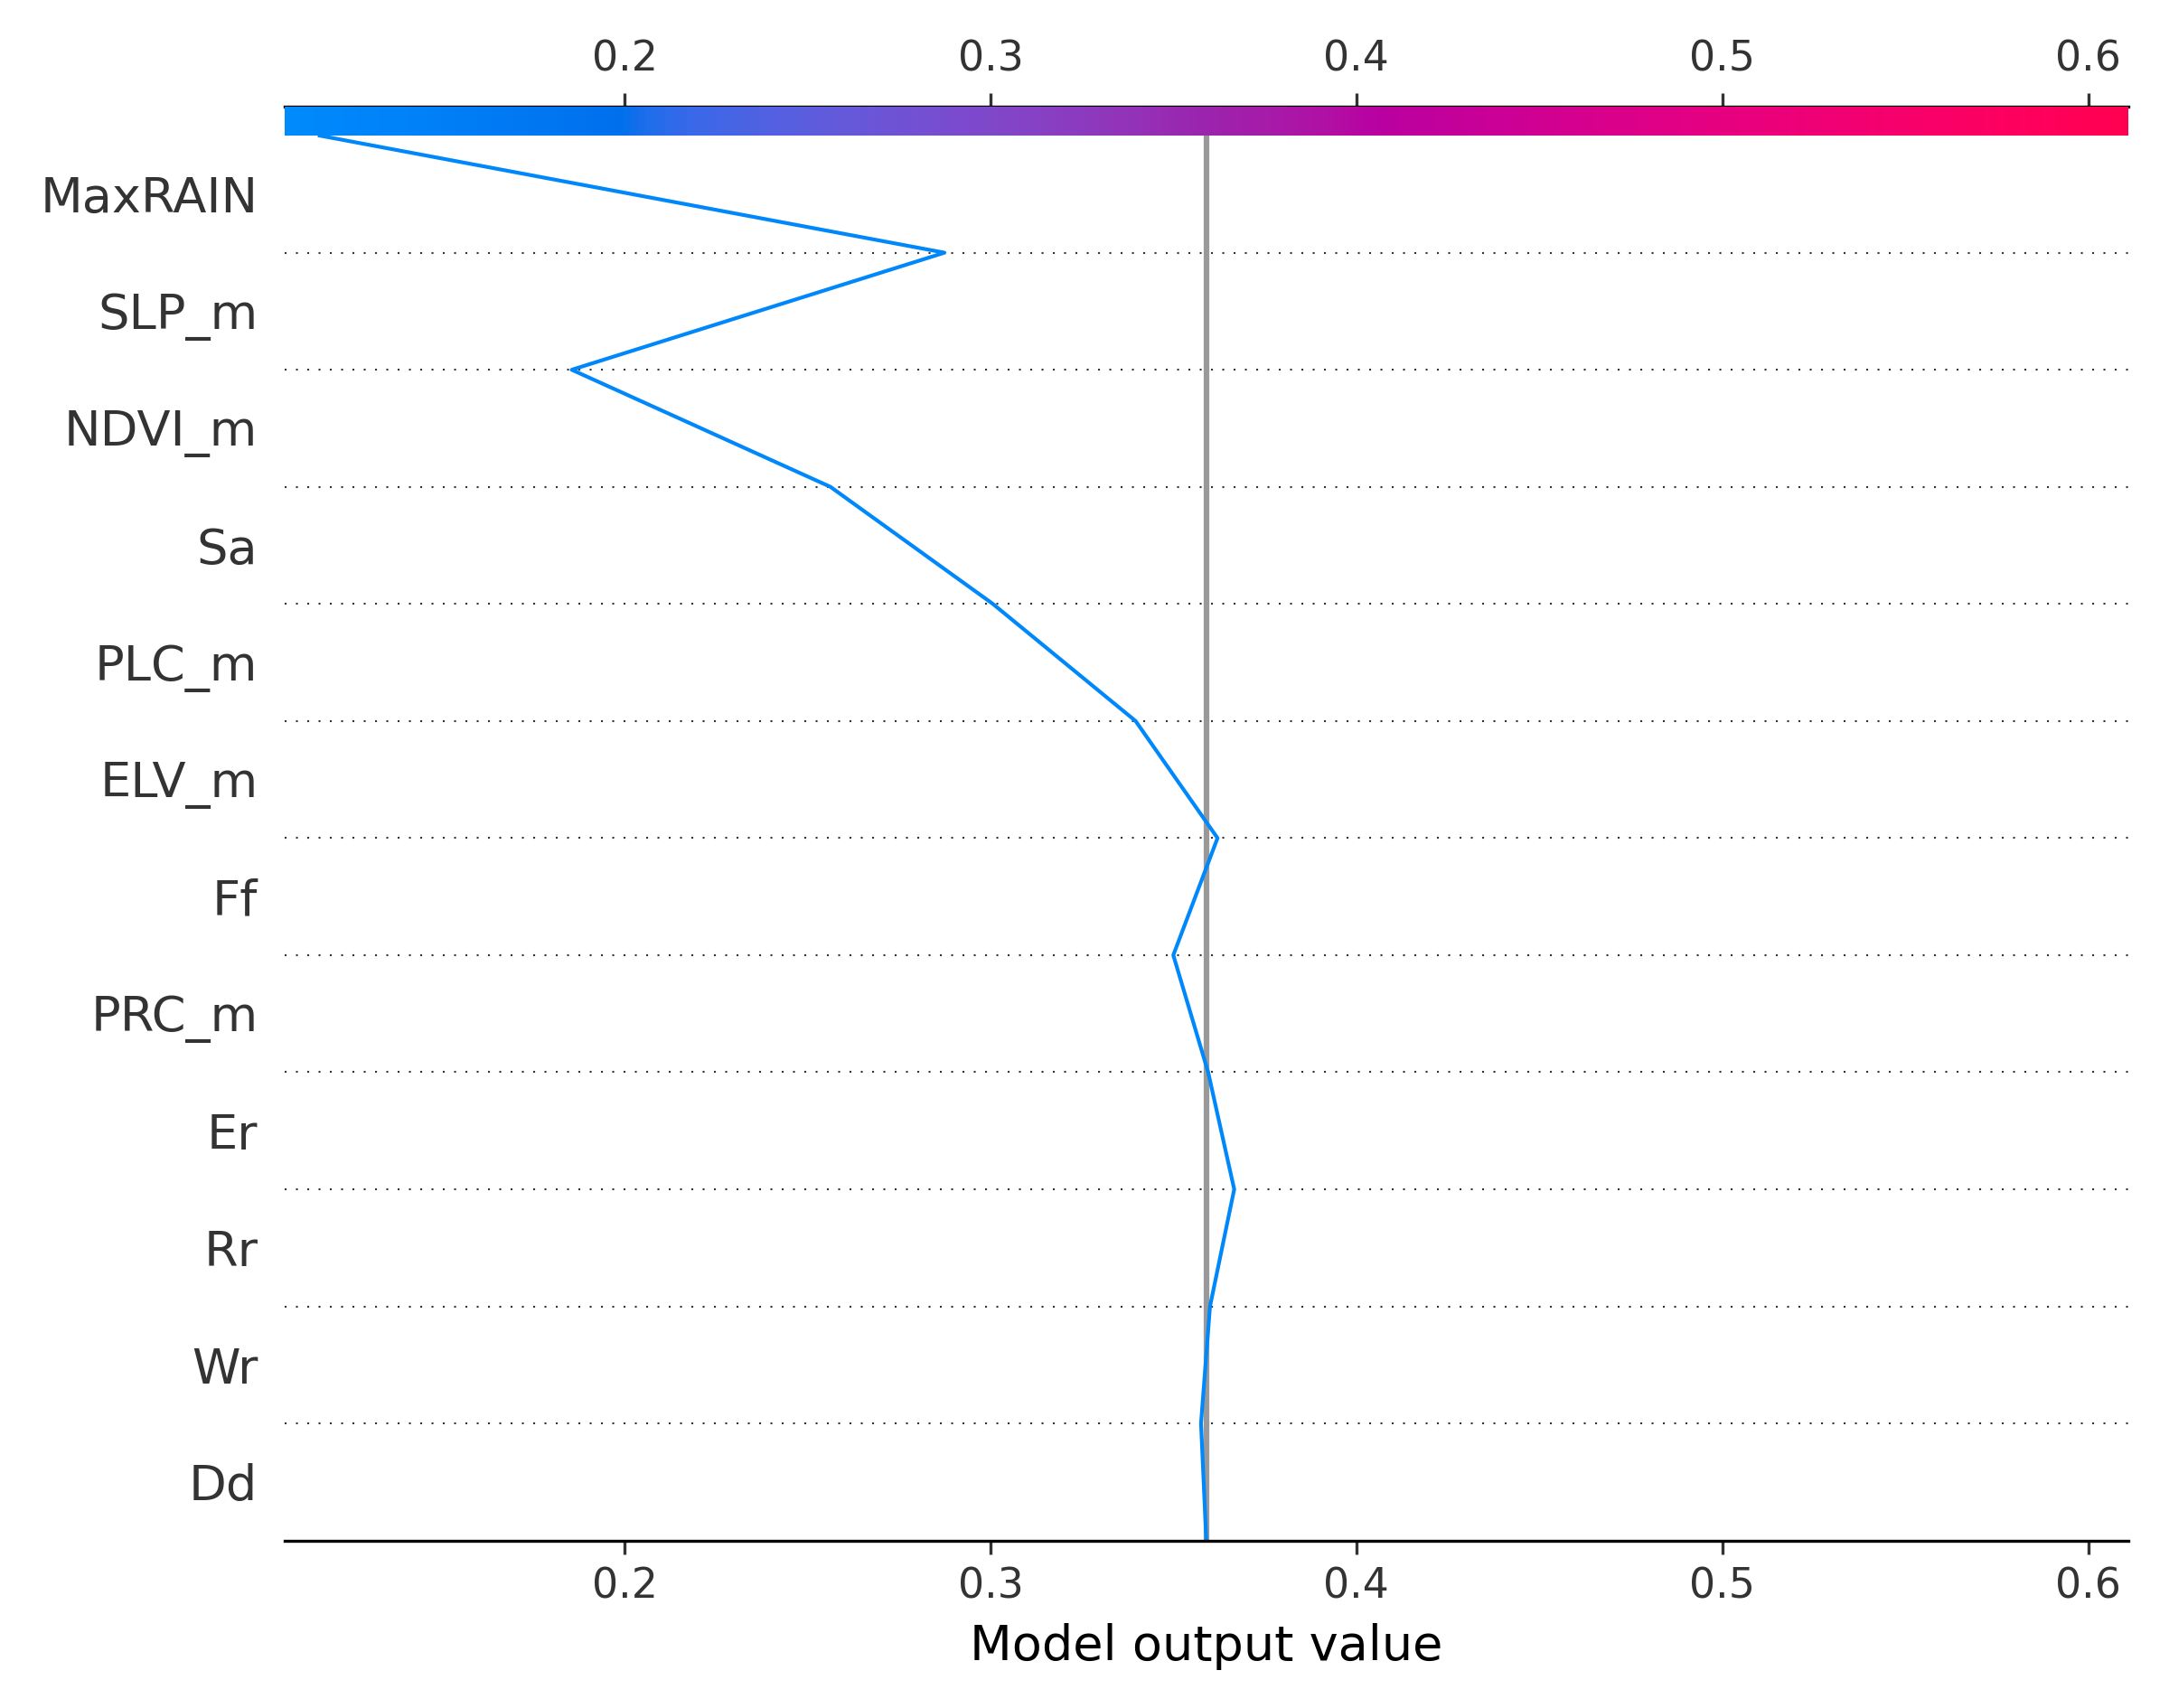 0.2 0.3 0.4 0.5 0.6
MaxRAIN
SLP_m
NDVI_m
Sa
PLC_m
ELV_m
Ff
PRC_m
Er
Rr
Wr
Dd
0.2 0.3 0.4 0.5 0.6
Model output value